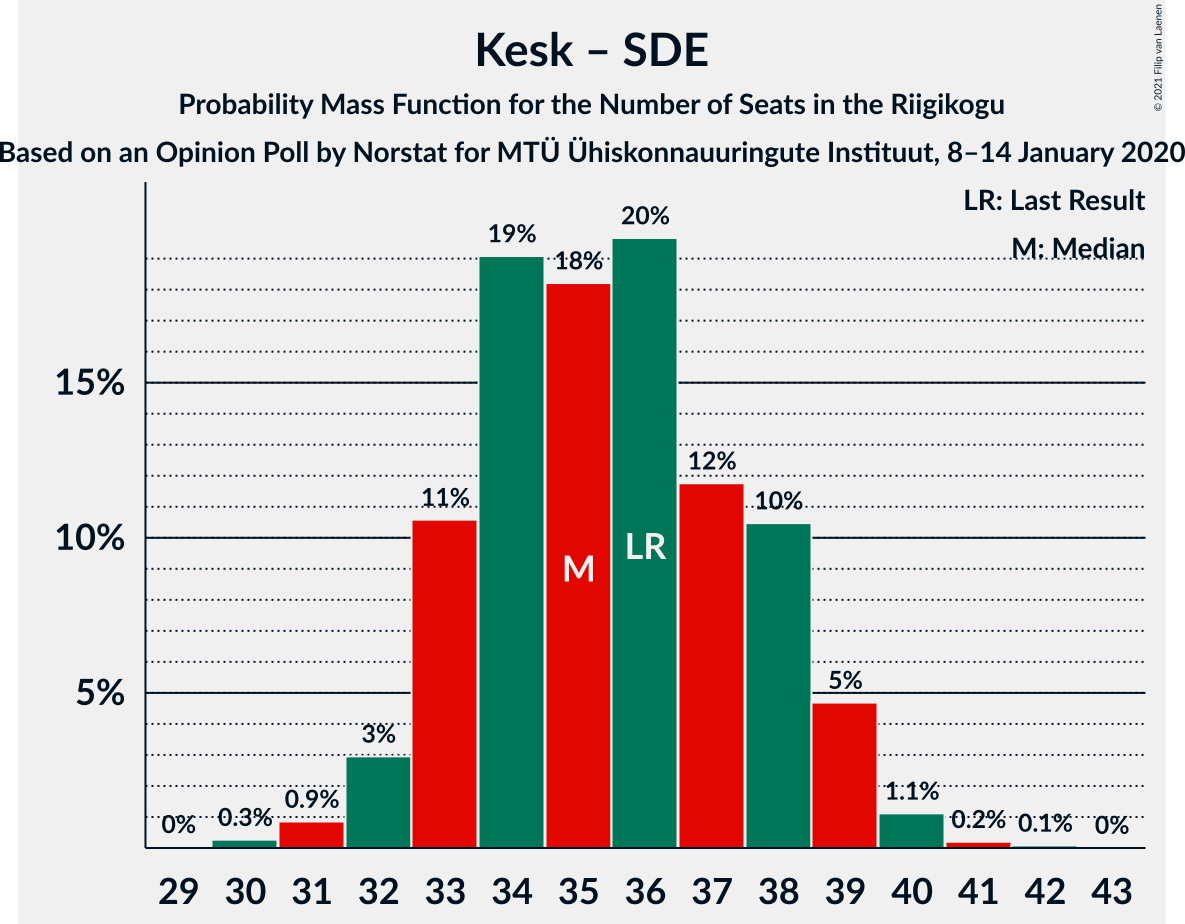 Kesk – SDE
Probability Mass Function for the Number of Seats in the Riigikogu
Based on an Opinion Poll by Norstat for MTÜ Ühiskonnauuringute Instituut, 8–14 January 2020
© 2021 Filip van Laenen
LR: Last Result
M: Median
20%
19%
18%
15%
12%
11%
10%
10%
M
LR
5%
5%
3%
0%
0.3%
0.9%
1.1%
0.2%
0.1%
0%
29 30 31 32 33 34 35 36 37 38 39 40 41 42 43